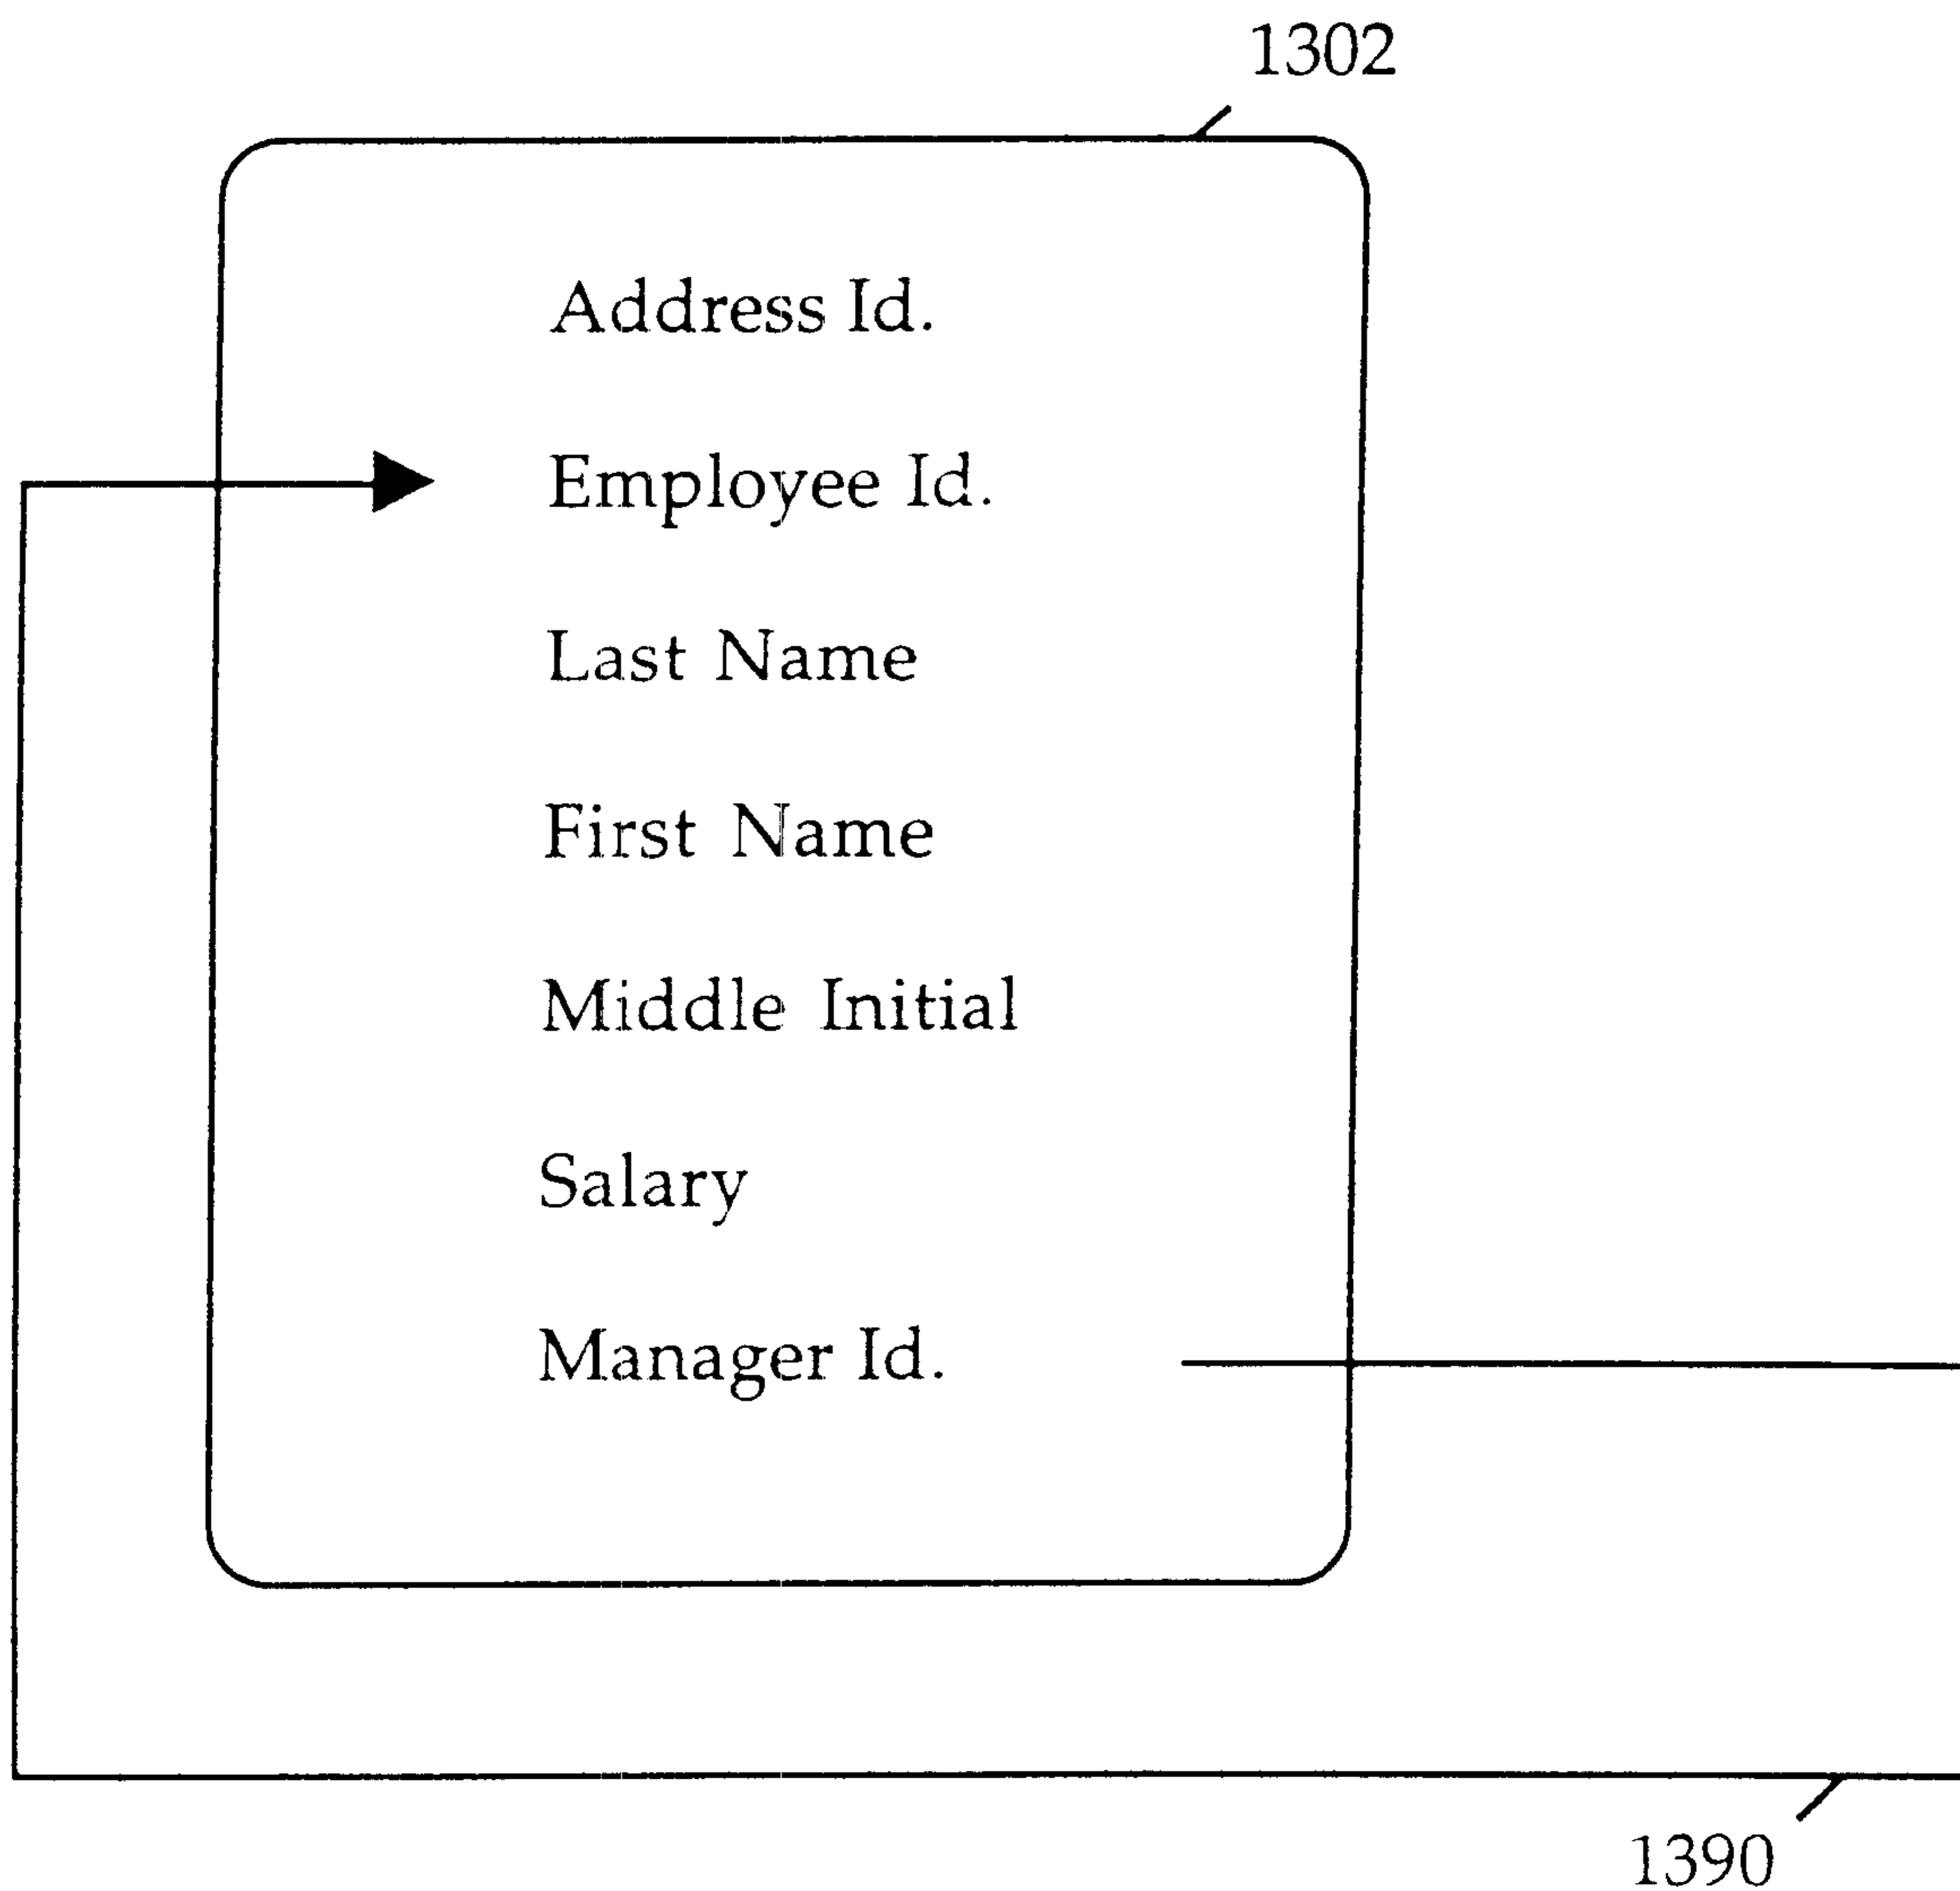 1302
Address Id.
Employee Id.
Last Name
First Name
Middle Initial
Salary
Manager Id.
1390